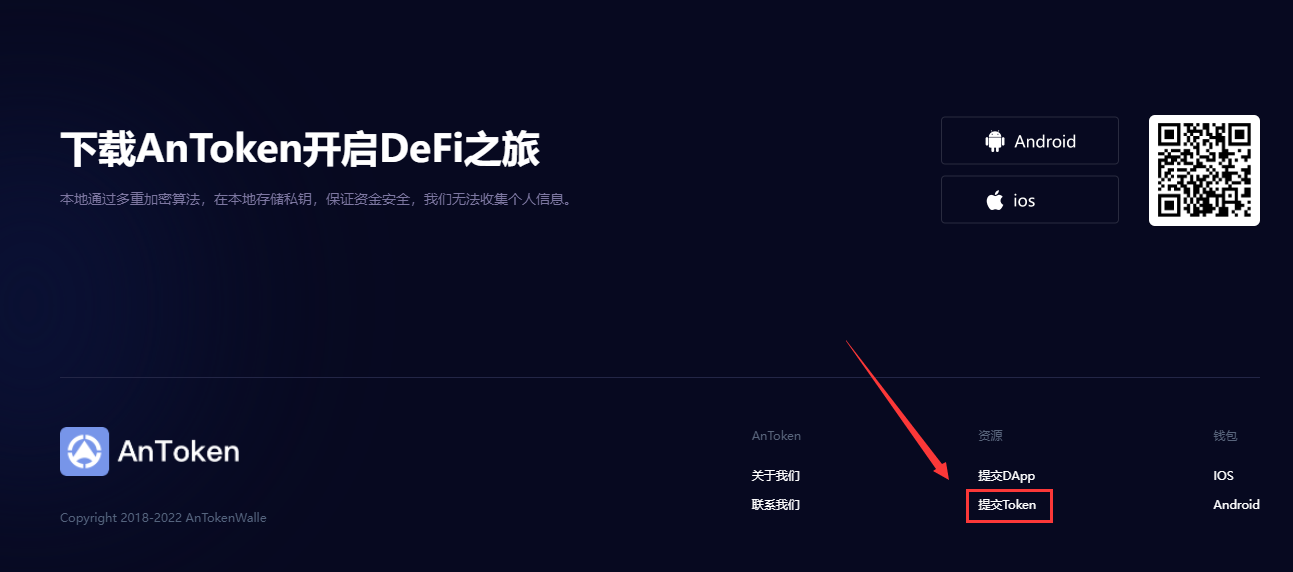 下载AnToken开启DeFi之旅
本地通过多重加密算法，在本地存储私钥，保证资金安全，我们无法收集个人信息。
Android
ios
AnToken
Copyright 2018-2022 AnTokenWalle
AnToken
关于我们
联系我们
资源
提交DApp
提交Token
钱包
IOS
Android